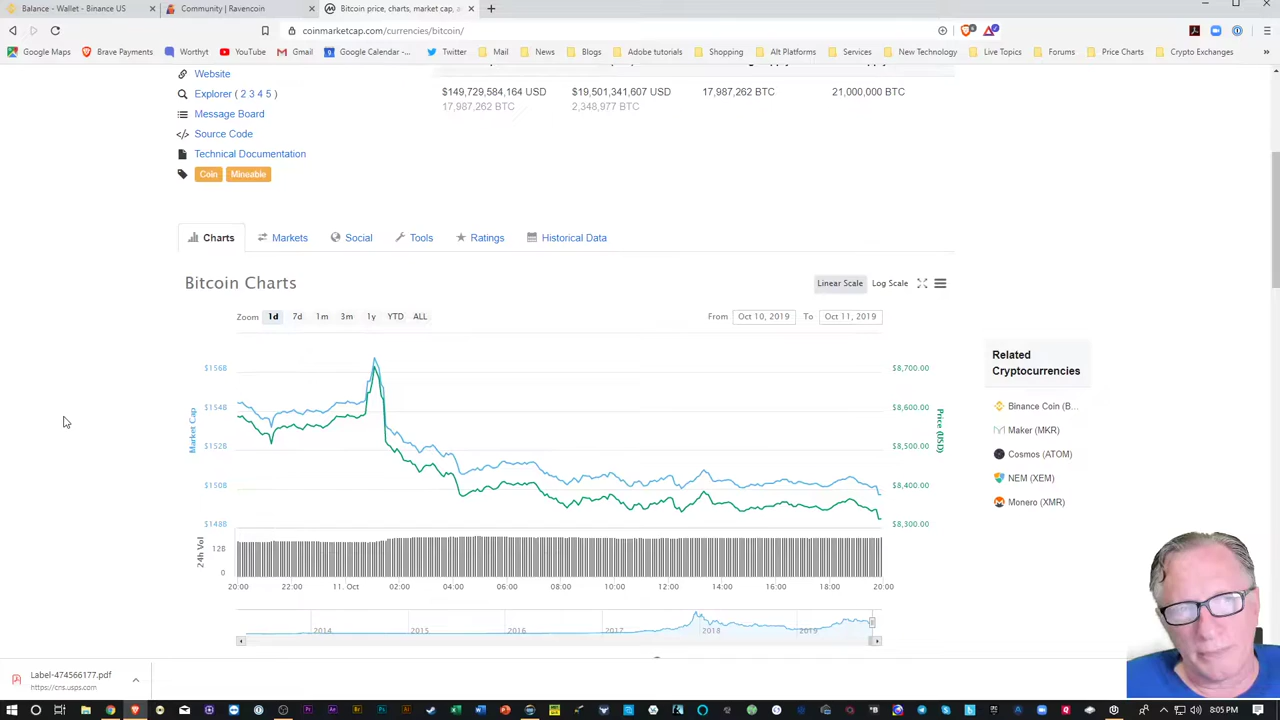 Balance - Wallet - Binance US
Community | Ravencoin
Bitcoin price, charts, market cap, a
coinmarketcap.com/currencies/bitcoin/
Google Maps
Brave Payments
Worthyt
YouTube
Gmail
Google Calendar -...
Twitter
Mail
News
Blogs
Adobe tutorials
Shopping
Alt Platforms
Services
New Technology
Live Topics
Forums
Price Charts
Crypto Exchanges
Website
Explorer ( 2 3 4 5 )
Message Board
Source Code
Technical Documentation
Coin Mineable
$149,729,584,164 USD
17,987,262 BTC
$19,501,341,607 USD
2,348,977 BTC
17,987,262 BTC
21,000,000 BTC
Charts
Markets
Social
Tools
Ratings
Historical Data
Bitcoin Charts
Linear Scale Log Scale
Zoom 1d 7d 1m 3m 1y YTD ALL
From Oct 10, 2019 To Oct 11, 2019
Market Cap
$156B
$154B
$152B
$150B
$148B
Price (USD)
$8,700.00
$8,600.00
$8,500.00
$8,400.00
$8,300.00
24h Vol
12B
0
20:00 22:00 11. Oct 02:00 04:00 06:00 08:00 10:00 12:00 14:00 16:00 18:00 20:00
2014 2015 2016 2017 2018 2019
Related
Cryptocurrencies
Binance Coin (B...
Maker (MKR)
Cosmos (ATOM)
NEM (XEM)
Monero (XMR)
Label-474566177.pdf
https://cns.usps.com
8:05 PM